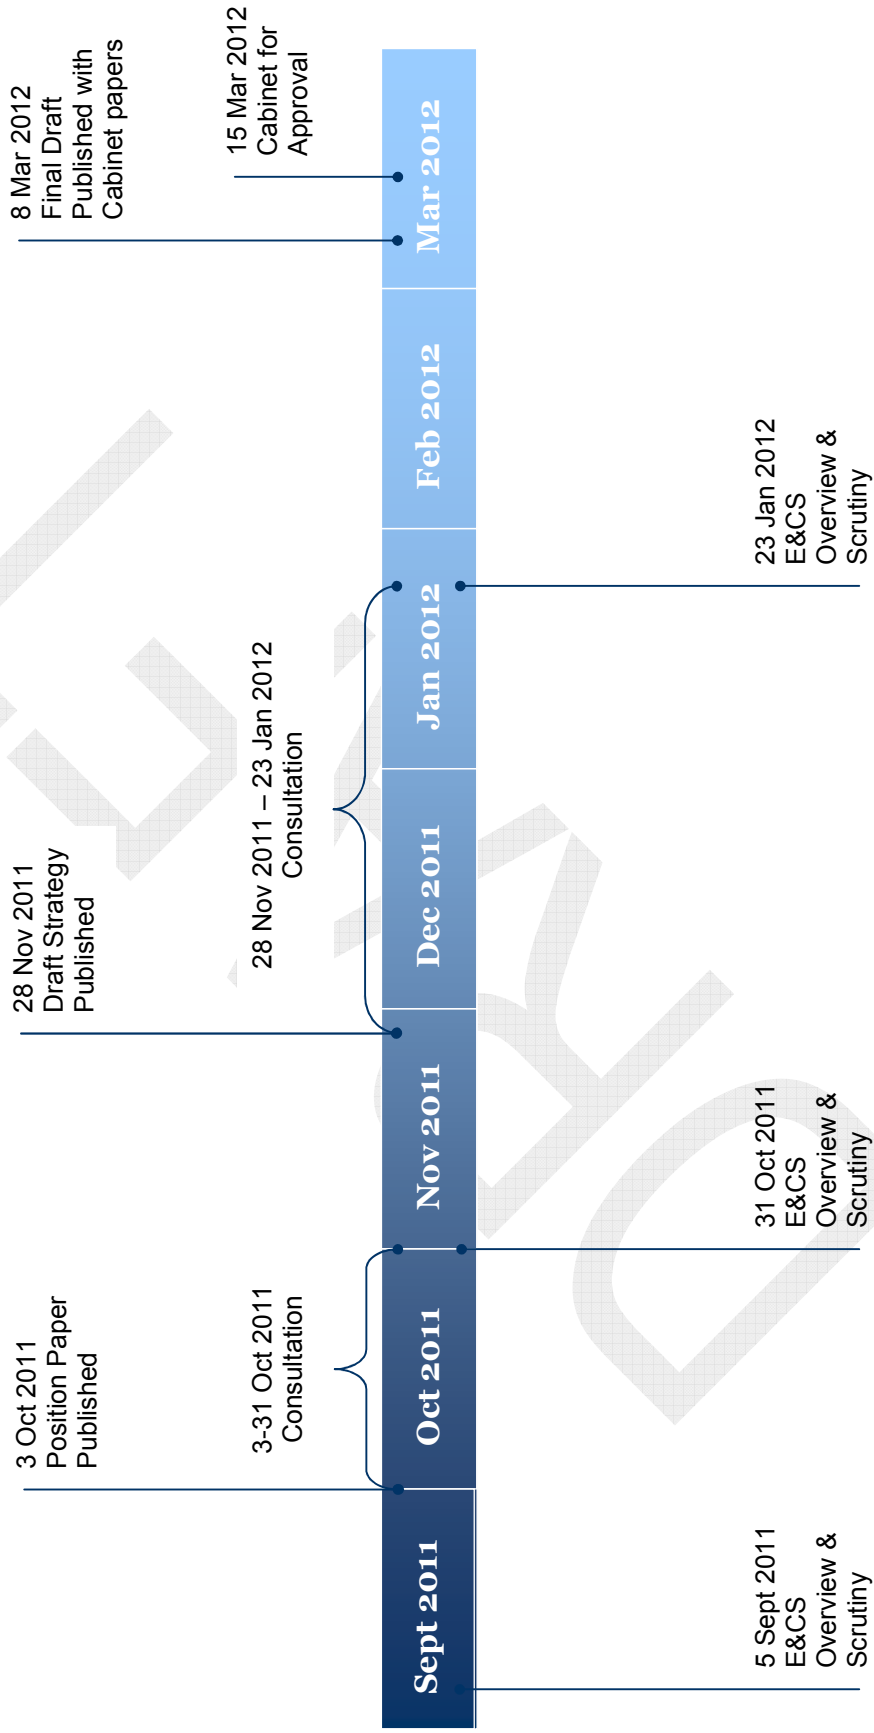 3 Oct 2011
Position Paper
Published
28 Nov 2011
Draft Strategy
Published
8 Mar 2012
Final Draft
Published with
Cabinet papers
3-31 Oct 2011
Consultation
28 Nov 2011 – 23 Jan 2012
Consultation
15 Mar 2012
Cabinet for
Approval
Sept 2011
Oct 2011
Nov 2011
Dec 2011
Jan 2012
Feb 2012
Mar 2012
5 Sept 2011
E&CS
Overview &
Scrutiny
31 Oct 2011
E&CS
Overview &
Scrutiny
23 Jan 2012
E&CS
Overview &
Scrutiny
DRAFT